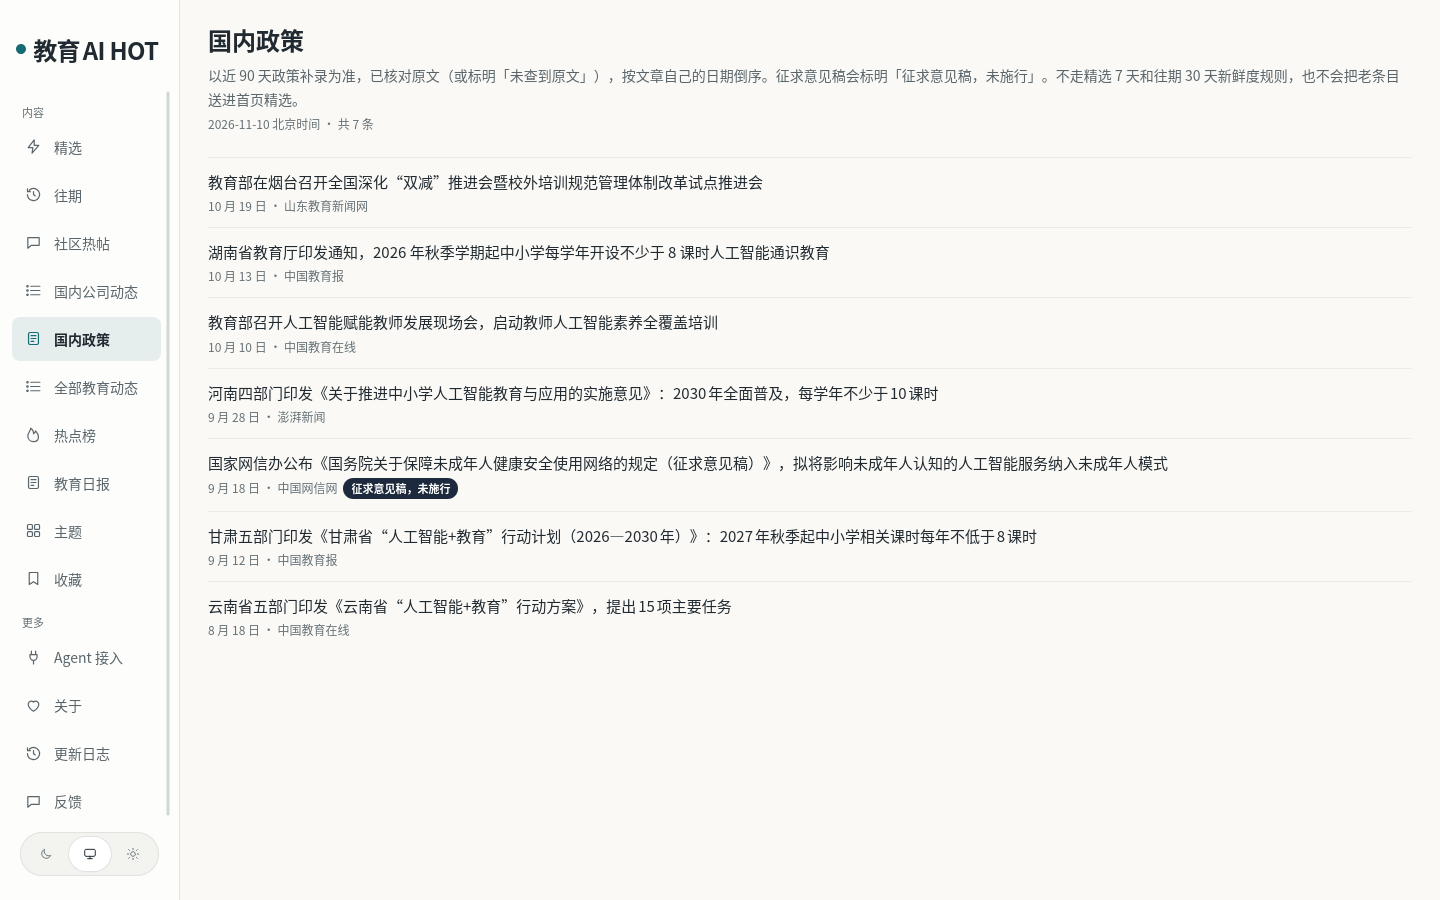 教育 AI HOT
内容
精选
往期
社区热帖
国内公司动态
国内政策
全部教育动态
热点榜
教育日报
主题
收藏
更多
Agent 接入
关于
更新日志
反馈
国内政策
以近 90 天政策补录为准，已核对原文（或标明「未查到原文」），按文章自己的日期倒序。征求意见稿会标明「征求意见稿，未施行」。不走精选 7 天和往期 30 天新鲜度规则，也不会把老条目
送进首页精选。
2026-11-10 北京时间 · 共 7 条
教育部在烟台召开全国深化“双减”推进会暨校外培训规范管理体制改革试点推进会
10 月 19 日 · 山东教育新闻网
湖南省教育厅印发通知，2026 年秋季学期起中小学每学年开设不少于 8 课时人工智能通识教育
10 月 13 日 · 中国教育报
教育部召开人工智能赋能教师发展现场会，启动教师人工智能素养全覆盖培训
10 月 10 日 · 中国教育在线
河南四部门印发《关于推进中小学人工智能教育与应用的实施意见》：2030 年全面普及，每学年不少于 10 课时
9 月 28 日 · 澎湃新闻
国家网信办公布《国务院关于保障未成年人健康安全使用网络的规定（征求意见稿）》，拟将影响未成年人认知的人工智能服务纳入未成年人模式
9 月 18 日 · 中国网信网 征求意见稿，未施行
甘肃五部门印发《甘肃省“人工智能+教育”行动计划（2026—2030 年）》：2027 年秋季起中小学相关课时每年不低于 8 课时
9 月 12 日 · 中国教育报
云南省五部门印发《云南省“人工智能+教育”行动方案》，提出 15 项主要任务
8 月 18 日 · 中国教育在线